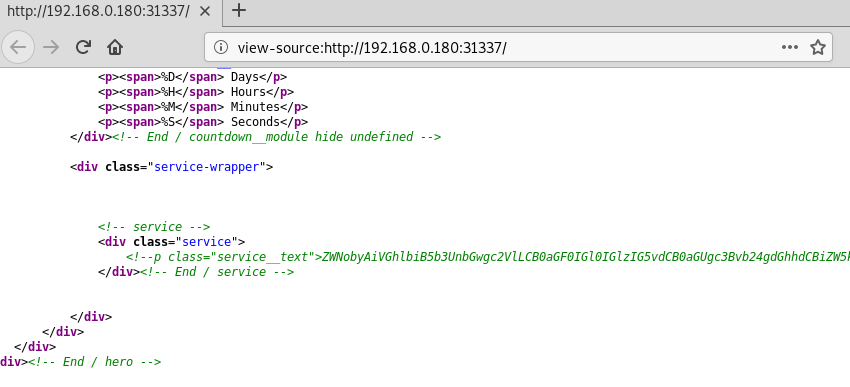 http://192.168.0.180:31337/
view-source:http://192.168.0.180:31337/
<p><span>%D</span> Days</p>
<p><span>%H</span> Hours</p>
<p><span>%M</span> Minutes</p>
<p><span>%S</span> Seconds</p>
</div><!-- End / countdown__module hide undefined -->
<div class="service-wrapper">
<!-- service -->
<div class="service">
<!--p class="service__text">ZWNobyAiVGhlbiB5b3UnbGwgc2VlLCB0aGF0IGl0IGlzIG5vdCB0aGUgc3Bvb24gdGhhdCBiZW5k
</div><!-- End / service -->
</div>
</div>
</div>
div><!-- End / hero -->